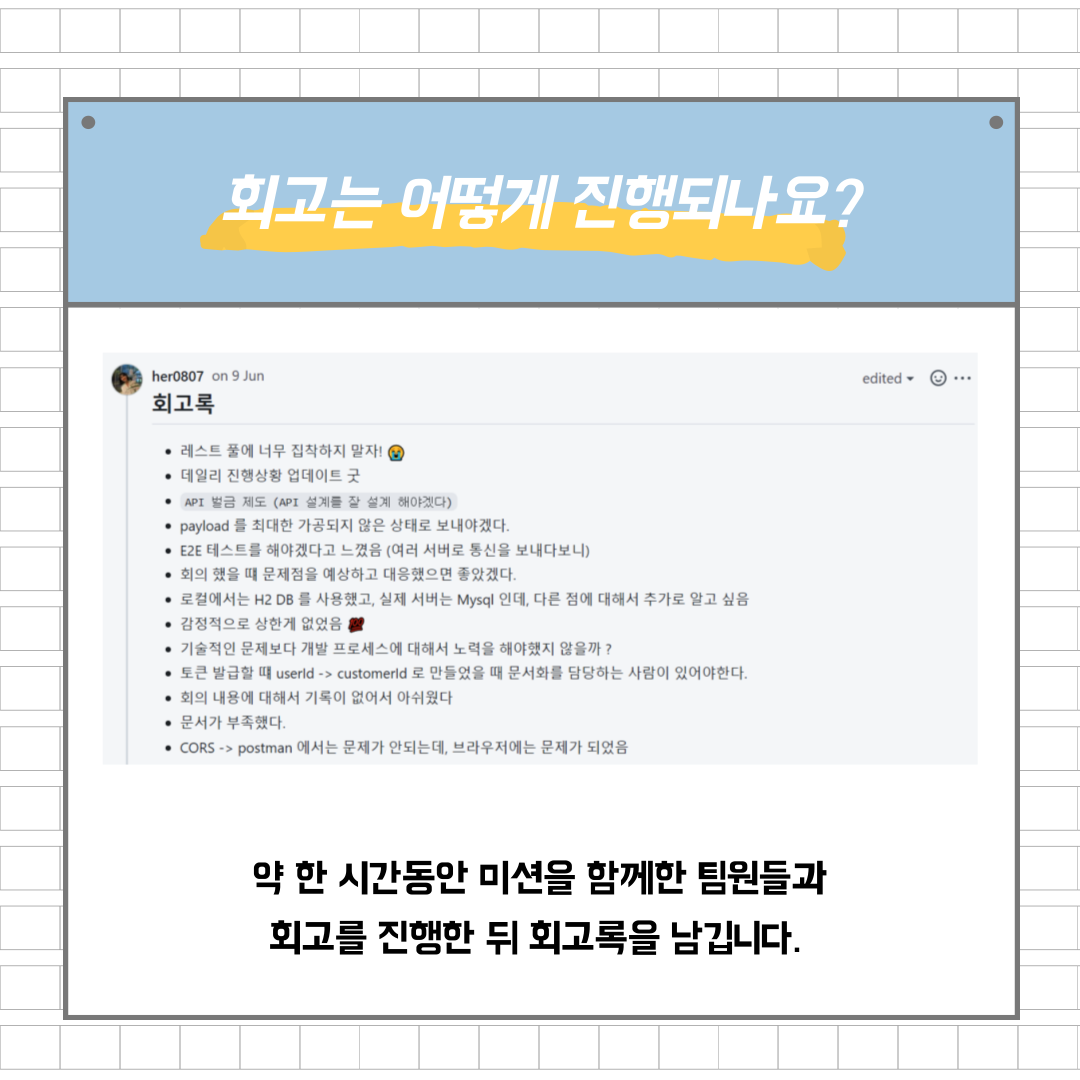 회고는 어떻게 진행되나요?
her0807 on 9 Jun edited
회고록
레스트 풀에 너무 집착하지 말자! 😭
데일리 진행상황 업데이트 굿
API 벌금 제도 (API 설계를 잘 설계 해야겠다)
payload 를 최대한 가공되지 않은 상태로 보내야겠다.
E2E 테스트를 해야겠다고 느꼈음 (여러 서버로 통신을 보내다보니)
회의 했을 떄 문제점을 예상하고 대응했으면 좋았겠다.
로컬에서는 H2 DB 를 사용했고, 실제 서버는 Mysql 인데, 다른 점에 대해서 추가로 알고 싶음
감정적으로 상한게 없었음 💯
기술적인 문제보다 개발 프로세스에 대해서 노력을 해야했지 않을까 ?
토큰 발급할 떄 userId -> customerId 로 만들었을 때 문서화를 담당하는 사람이 있어야한다.
회의 내용에 대해서 기록이 없어서 아쉬웠다
문서가 부족했다.
CORS -> postman 에서는 문제가 안되는데, 브라우저에는 문제가 되었음
약 한 시간동안 미션을 함께한 팀원들과
회고를 진행한 뒤 회고록을 남깁니다.